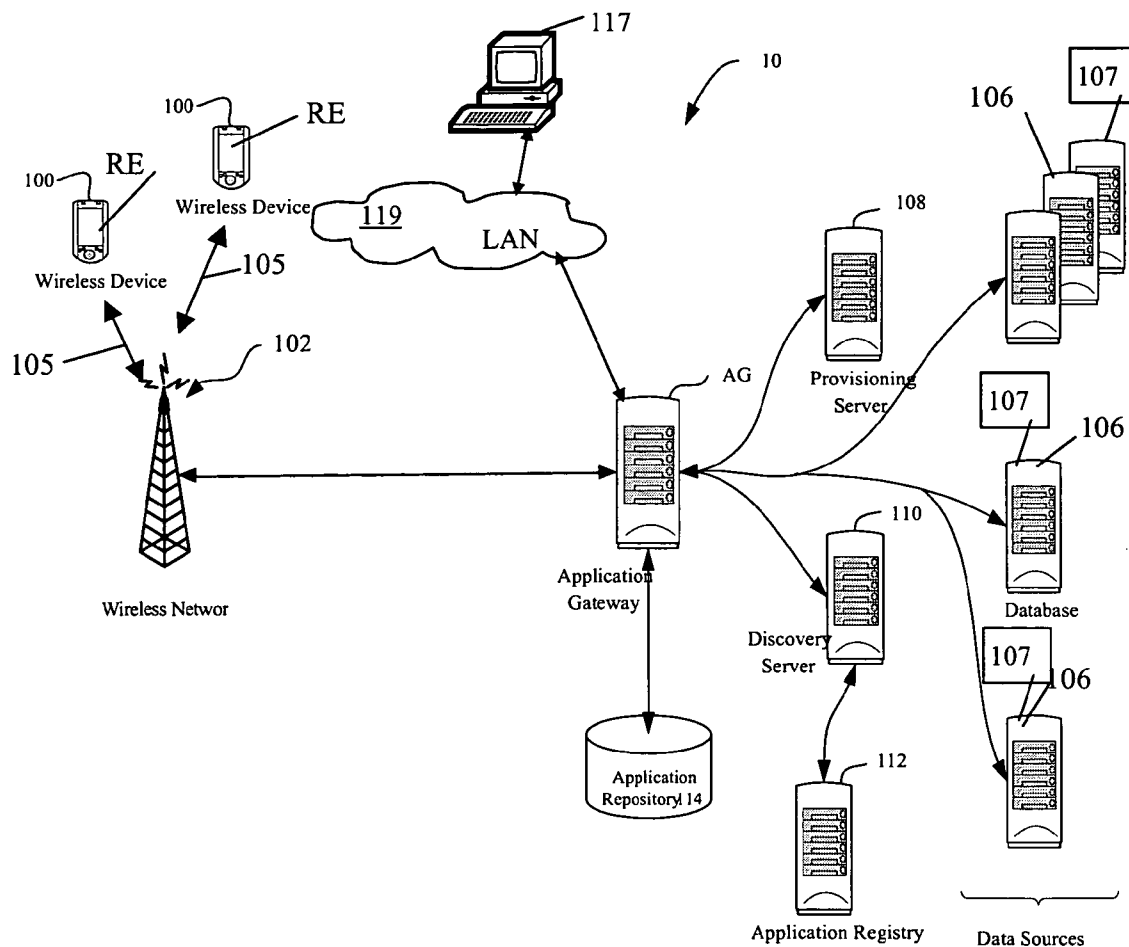 117
10
107
100
RE
106
100
RE
Wireless Device
119
LAN
108
Wireless Device
105
105
102
AG
Provisioning
Server
107
106
110
Application
Gateway
Wireless Networ
Database
Discovery
Server
107
106
112
Application
Repository114
Application Registry
Data Sources